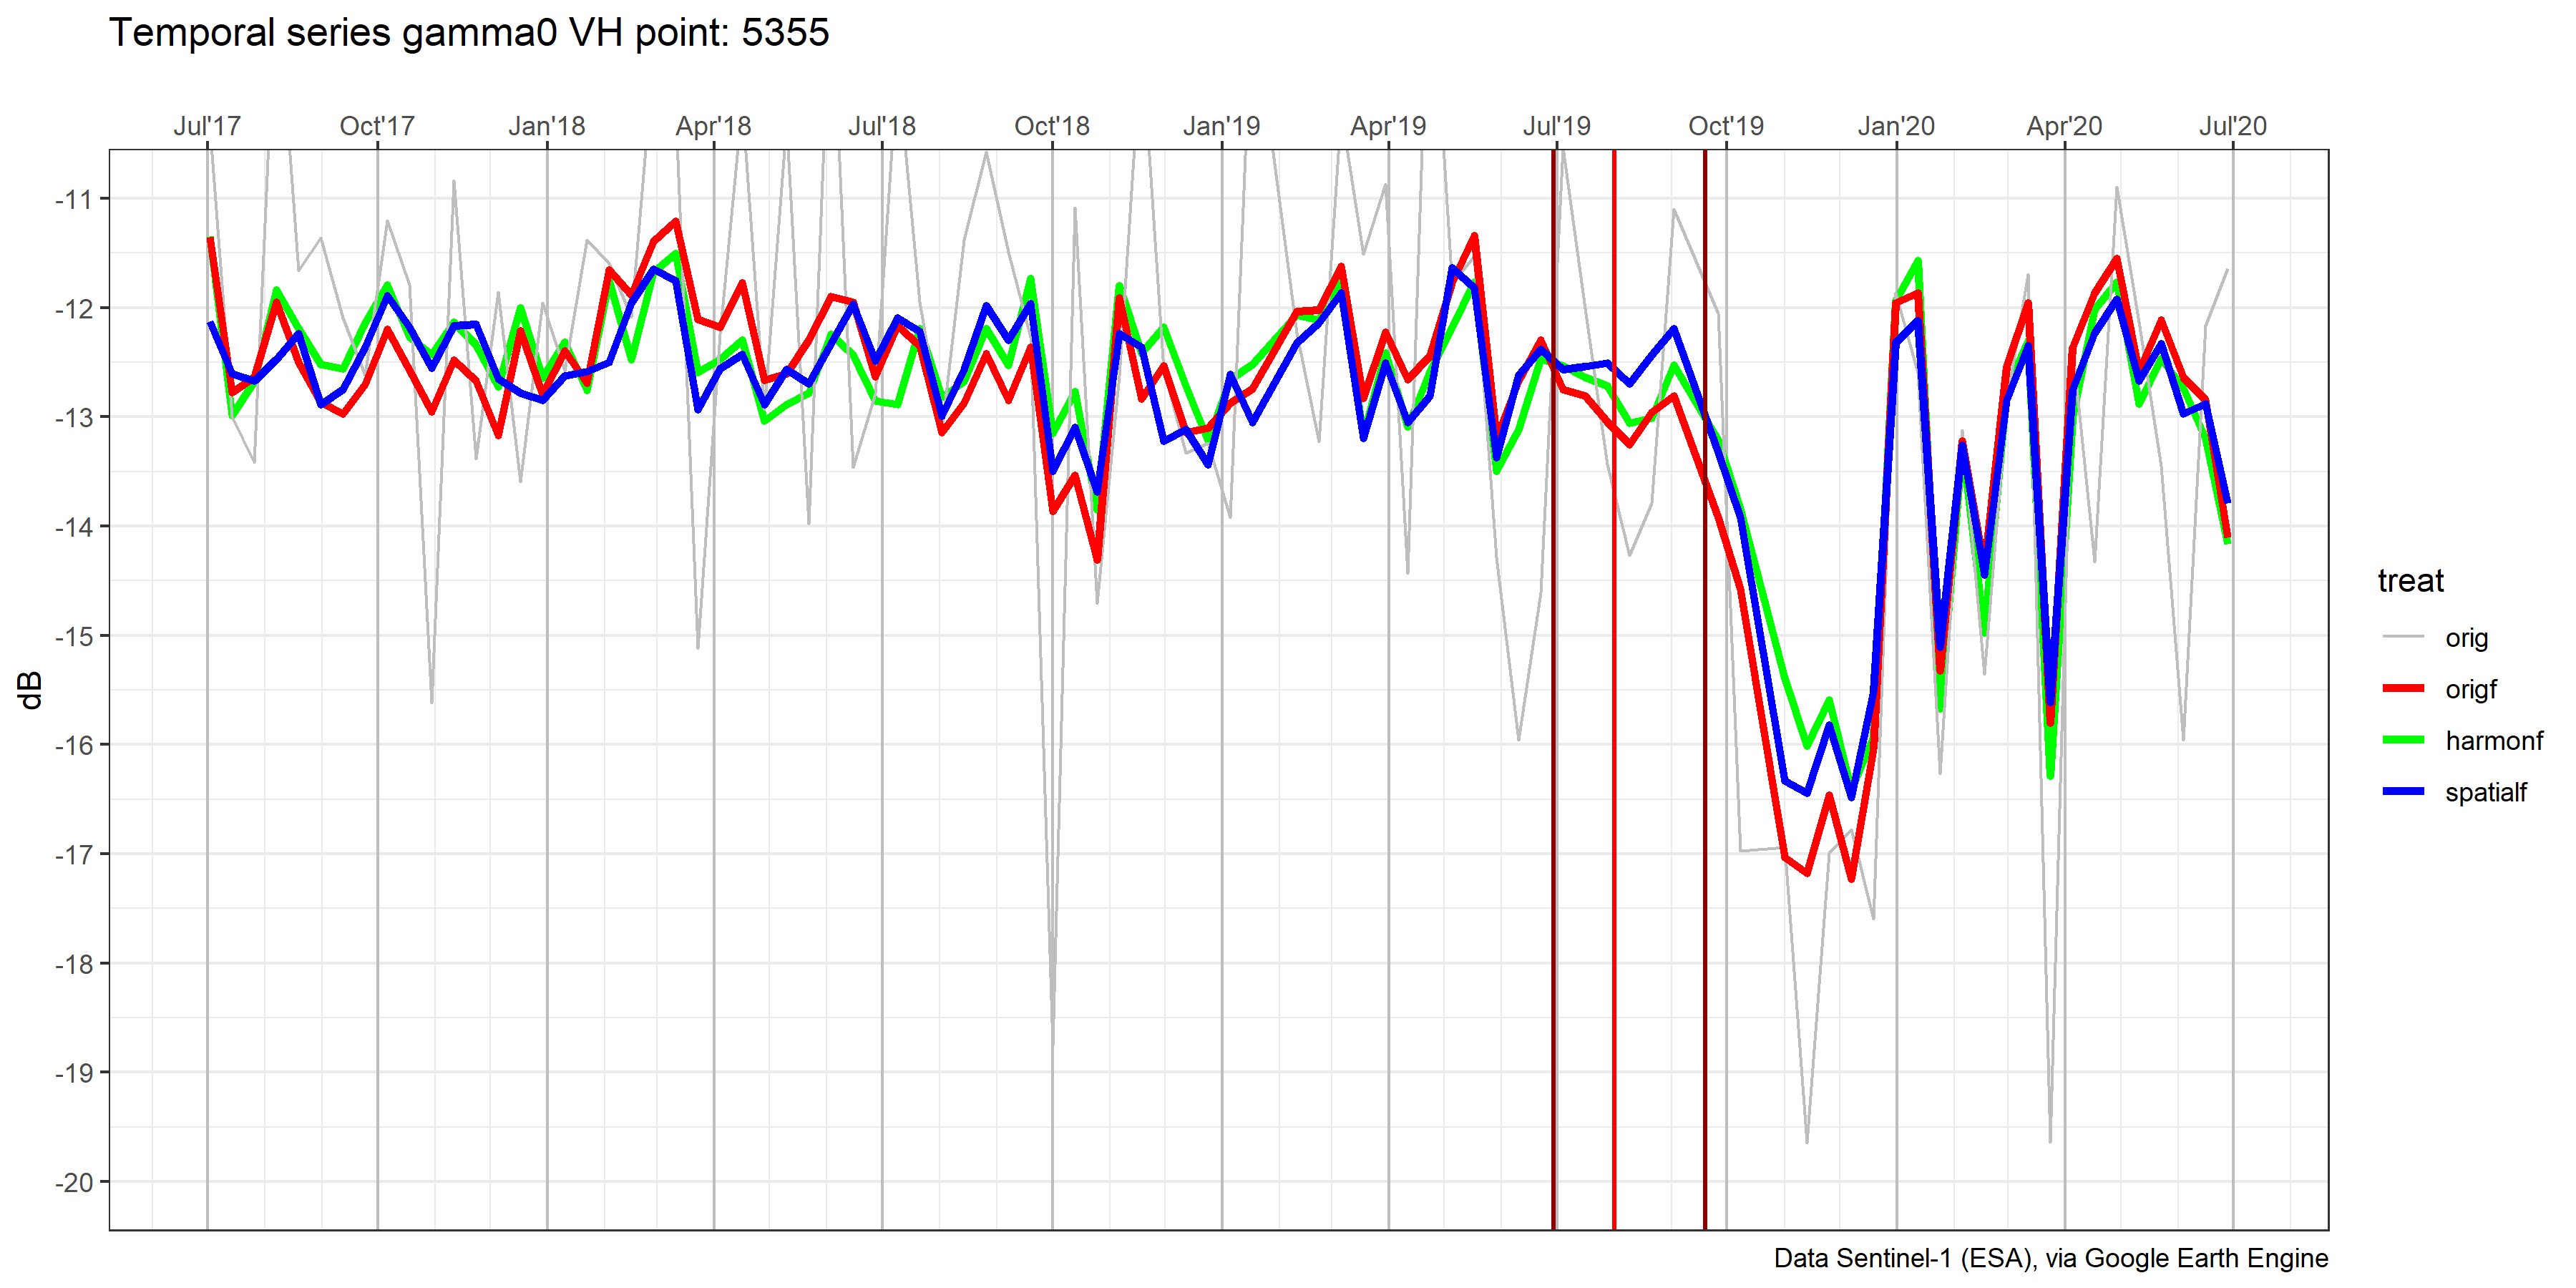 Temporal series gamma0 VH point: 5355
Jul'17 Oct'17 Jan'18 Apr'18 Jul'18 Oct'18 Jan'19 Apr'19 Jul'19 Oct'19 Jan'20 Apr'20 Jul'20
-11
-12
-13
-14
-15
-16
-17
-18
-19
-20
dB
treat
orig
origf
harmonf
spatialf
Data Sentinel-1 (ESA), via Google Earth Engine